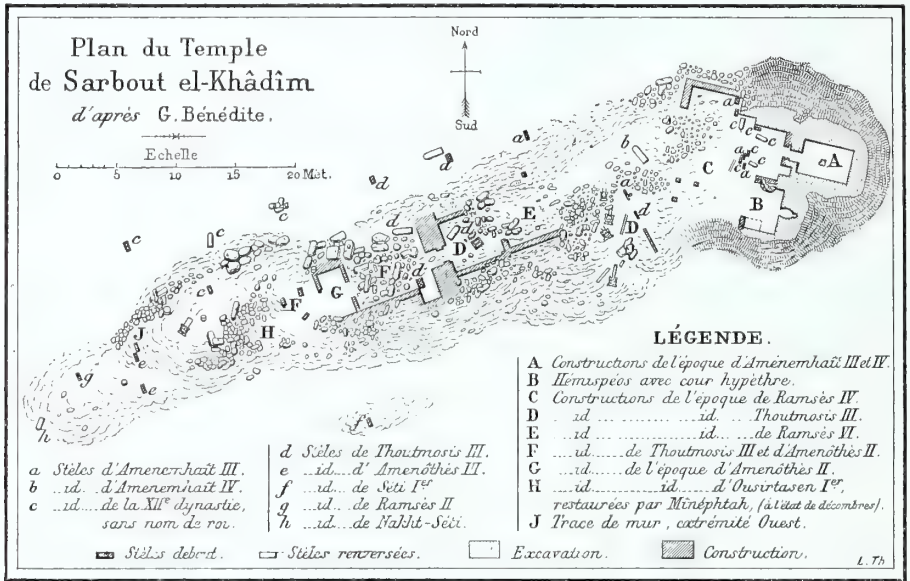 Plan du Temple
de Sarbout el-Khâdîm
d'après G. Bénédite.
Echelle
0 5 10 15 20 Mèt.
Nord
Sud
a
A
a
c
c
c
a
c
c
c
a
B
C
b
a
d
D
b
a
d
d
E
d
D
d
F
d
G
F
c
c
c
H
J
e
e
g
h
f
LÉGENDE.
A Constructions de l'époque d'Aménemhaît III et IV.
B Hémispéos avec cour hypèthre.
C Constructions de l'époque de Ramsès IV.
D id id Thoutmosis III.
E id id de Ramsès VI.
F id de Thoutmosis III et d'Aménôthès II.
G id de l'époque d'Aménôthès II.
H id id d'Ousirtasen Ier,
restaurées par Mînéphtah, (à l'état de décombres).
J Trace de mur, extrémité Ouest.
a Stèles d'Amenemhaît III.
b id d'Amenemhaît IV.
c id de la XIIe dynastie,
sans nom de roi.
d Stèles de Thoutmosis III.
e id d'Aménôthès II.
f id de Séti Ier
g id de Ramsès II
h id de Nakht-Séti.
Stèles debout. Stèles renversées. Excavation. Construction.
L. Th